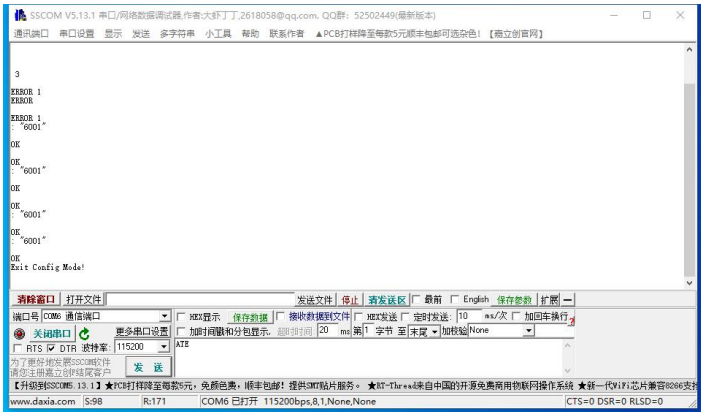 SSCOM V5.13.1 串口/网络数据调试器,作者:大虾丁丁,2618058@qq.com. QQ群: 52502449(最新版本)
通讯端口 串口设置 显示 发送 多字符串 小工具 帮助 联系作者 ▲PCB打样降至每款5元顺丰包邮可选杂色! 【嘉立创官网】
3
ERROR 1
ERROR
ERROR 1
: "6001"
OK
OK
: "6001"
OK
OK
: "6001"
OK
: "6001"
OK
Exit Config Mode!
清除窗口 打开文件 发送文件 停止 清发送区 最前 English 保存参数 扩展 —
端口号 COM6 通信端口 HEX显示 保存数据 接收数据到文件 HEX发送 定时发送: 10 ms/次 加回车换行
关闭串口 更多串口设置 加时间戳和分包显示. 超时时间: 20 ms 第 1 字节 至 末尾 加校验 None
RTS DTR 波特率: 115200 ATE
为了更好地发展SSCOM软件
请您注册嘉立创F结尾客户
发 送
【升级到SSCOM5.13.1】★PCB打样降至每款5元,免颜色费,顺丰包邮! 提供SMT贴片服务。 ★RT-Thread来自中国的开源免费商用物联网操作系统 ★新一代WiFi芯片兼容8266支持
www.daxia.com S:98 R:171 COM6 已打开 115200bps,8,1,None,None CTS=0 DSR=0 RLSD=0